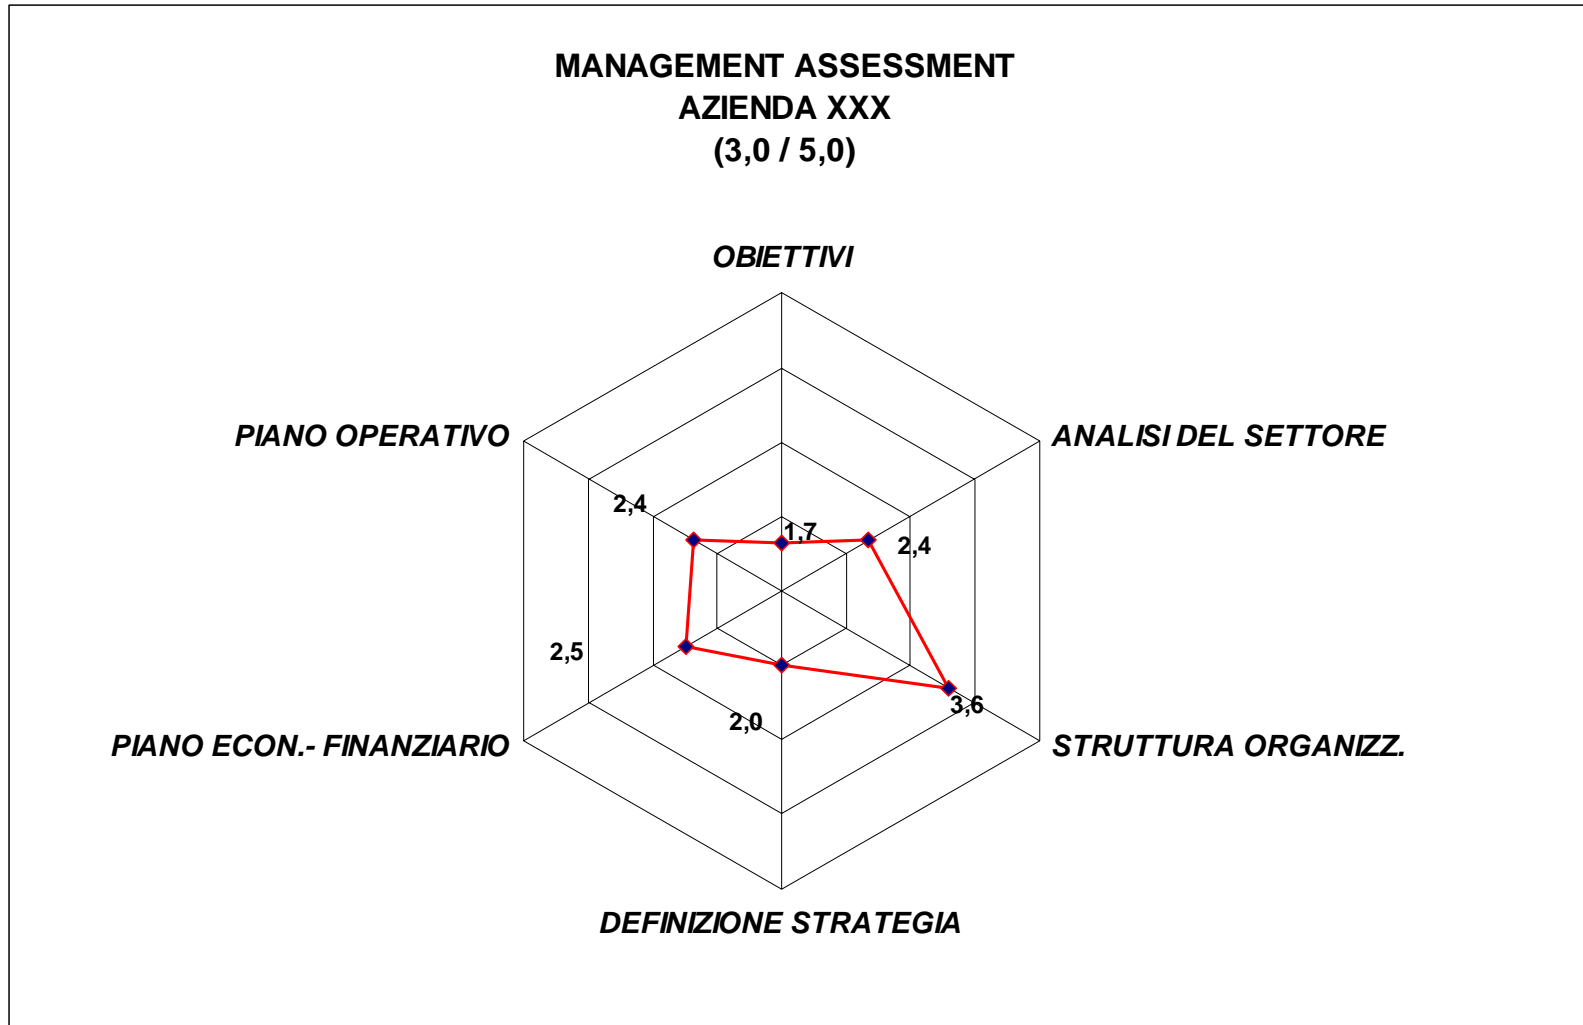 MANAGEMENT ASSESSMENT
AZIENDA XXX
(3,0 / 5,0)
OBIETTIVI
PIANO OPERATIVO
ANALISI DEL SETTORE
2,4
1,7
2,4
2,5
3,6
2,0
PIANO ECON.- FINANZIARIO
STRUTTURA ORGANIZZ.
DEFINIZIONE STRATEGIA